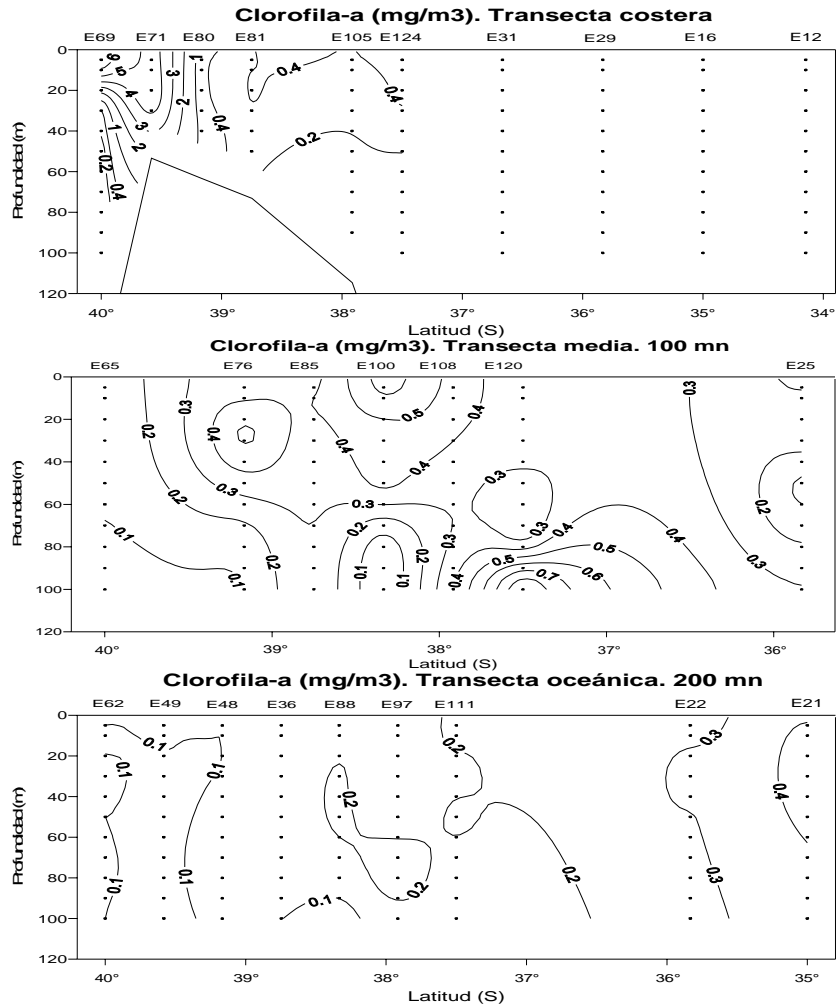 Clorofila-a (mg/m3). Transecta costera
E69 E71 E80 E81 E105 E124 E31 E29 E16 E12
0
20
40
60
80
100
120
Profundidad(m)
6 5 4 3 2 1 3 2 1 0.4 0.4 0.4 0.2 0.2 0.4
40° 39° 38° 37° 36° 35° 34°
Latitud (S)
Clorofila-a (mg/m3). Transecta media. 100 mn
E65 E76 E85 E100 E108 E120 E25
0
20
40
60
80
100
120
Profundidad(m)
0.3 0.2 0.4 0.5 0.4 0.4 0.4 0.3 0.3 0.2 0.3 0.3 0.2 0.1 0.2 0.1 0.1 0.2 0.1 0.2 0.3 0.4 0.3 0.4 0.5 0.7 0.6 0.4 0.3
40° 39° 38° 37° 36°
Latitud (S)
Clorofila-a (mg/m3). Transecta oceánica. 200 mn
E62 E49 E48 E36 E88 E97 E111 E22 E21
0
20
40
60
80
100
120
Profundidad(m)
0.1 0.1 0.1 0.2 0.3 0.4 0.2 0.1 0.1 0.1 0.2 0.2 0.3
40° 39° 38° 37° 36° 35°
Latitud (S)